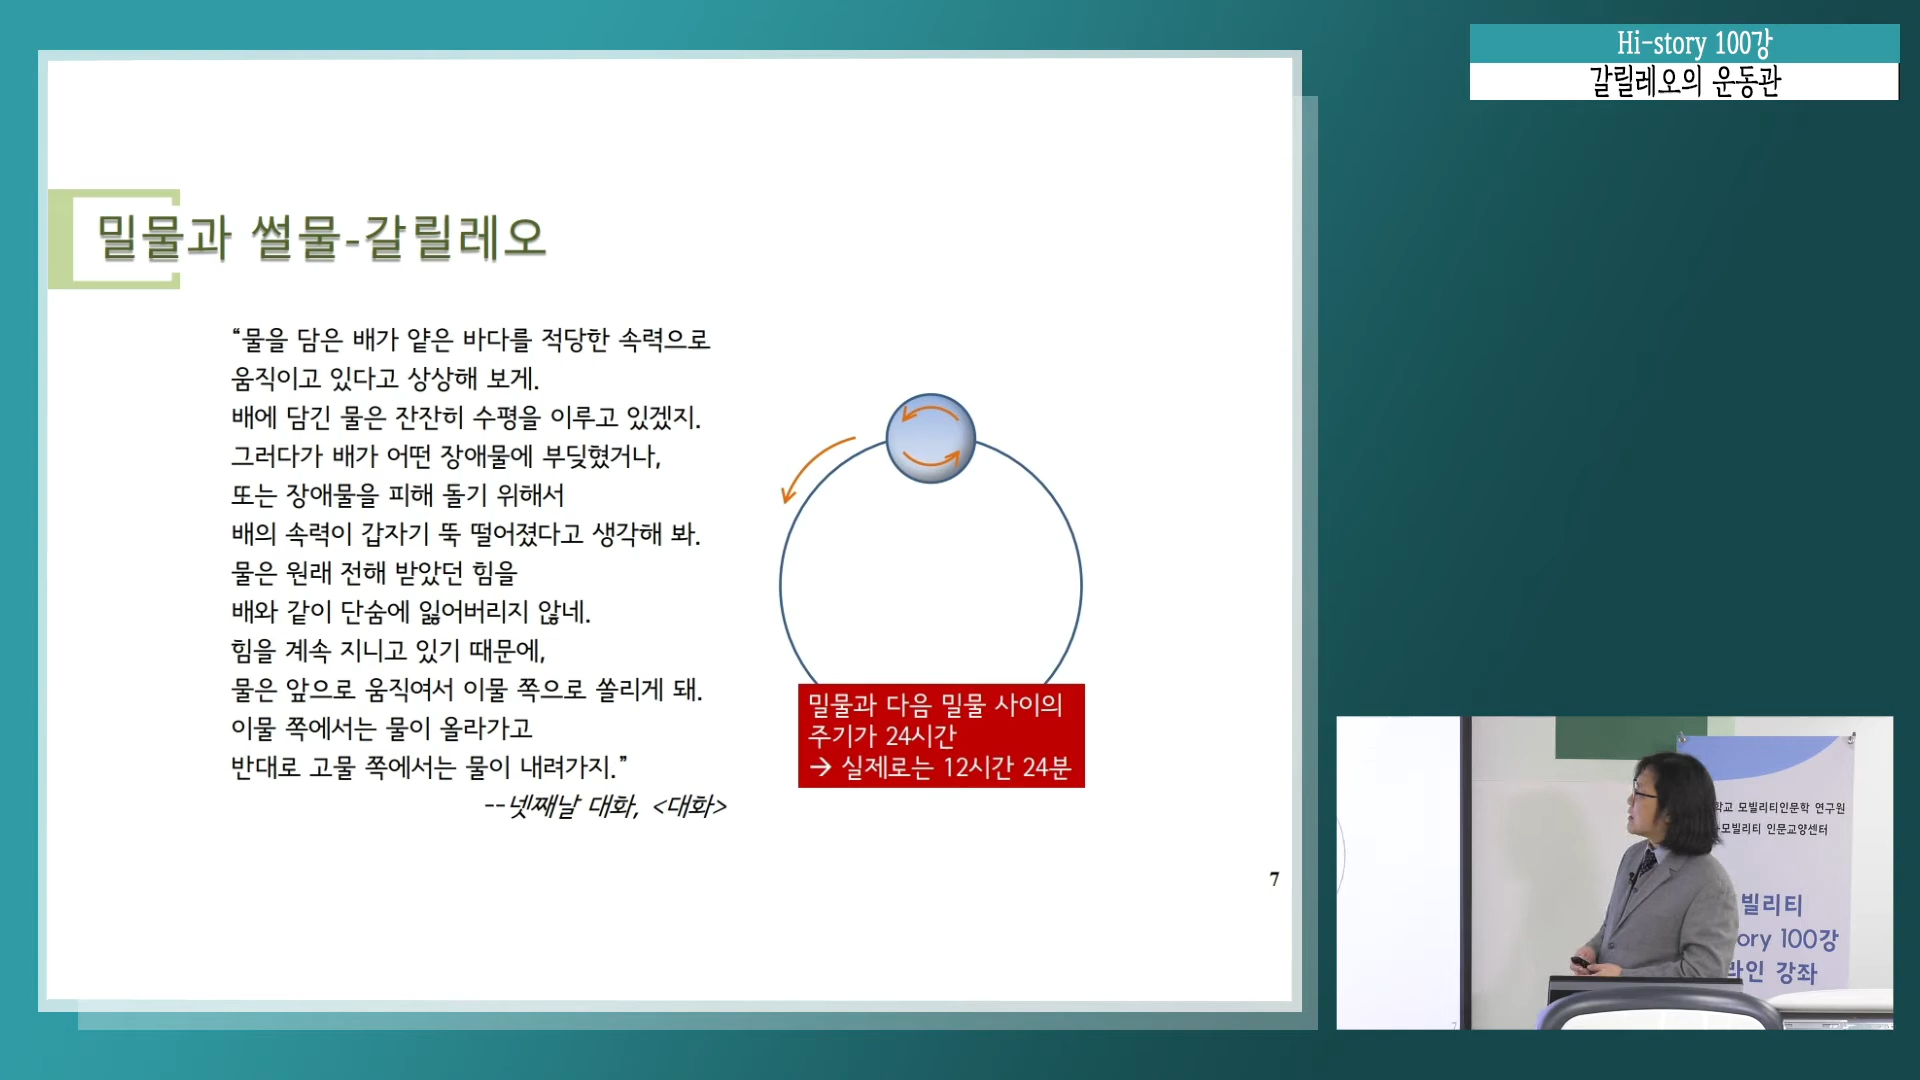 Hi-story 100강
갈릴레오의 운동관
밀물과 썰물-갈릴레오
“물을 담은 배가 얕은 바다를 적당한 속력으로
움직이고 있다고 상상해 보게.
배에 담긴 물은 잔잔히 수평을 이루고 있겠지.
그러다가 배가 어떤 장애물에 부딪혔거나,
또는 장애물을 피해 돌기 위해서
배의 속력이 갑자기 뚝 떨어졌다고 생각해 봐.
물은 원래 전해 받았던 힘을
배와 같이 단숨에 잃어버리지 않네.
힘을 계속 지니고 있기 때문에,
물은 앞으로 움직여서 이물 쪽으로 쏠리게 돼.
이물 쪽에서는 물이 올라가고
반대로 고물 쪽에서는 물이 내려가지.”
--넷째날 대화, <대화>
밀물과 다음 밀물 사이의
주기가 24시간
→ 실제로는 12시간 24분
7
학교 모빌리티인문학 연구원
모빌리티 인문교양센터
빌리티
ory 100강
라인 강좌
7